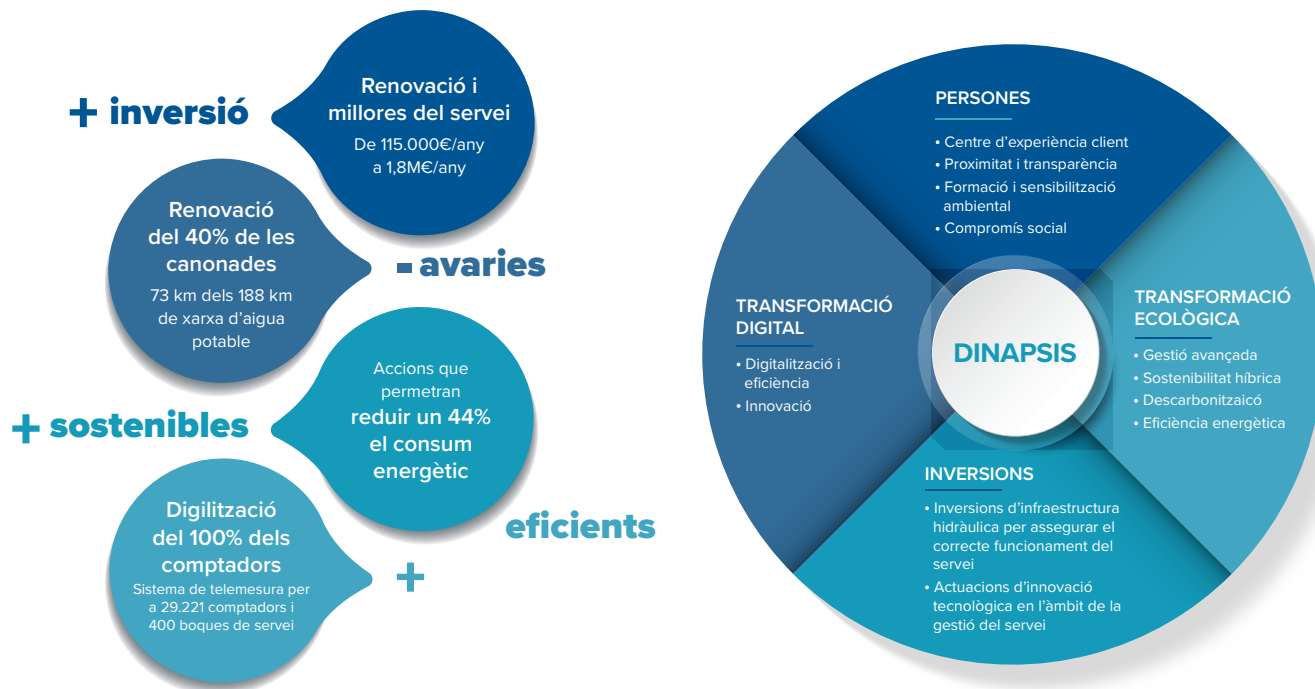 + inversió
Renovació i
millores del servei
De 115.000€/any
a 1,8M€/any
Renovació
del 40% de les
canonades
73 km dels 188 km
de xarxa d'aigua
potable
- avaries
+ sostenibles
Accions que
permetran
reduir un 44%
el consum
energètic
Digilització
del 100% dels
comptadors
Sistema de telemesura per
a 29.221 comptadors i
400 boques de servei
eficients
+
PERSONES
• Centre d'experiència client
• Proximitat i transparència
• Formació i sensibilització
ambiental
• Compromís social
TRANSFORMACIÓ
DIGITAL
• Digitalització i
eficiència
• Innovació
DINAPSIS
TRANSFORMACIÓ
ECOLÒGICA
• Gestió avançada
• Sostenibilitat híbrica
• Descarbonitzaicó
• Eficiència energètica
INVERSIONS
• Inversions d'infraestructura
hidràulica per assegurar el
correcte funcionament del
servei
• Actuacions d'innovació
tecnològica en l'àmbit de la
gestió del servei